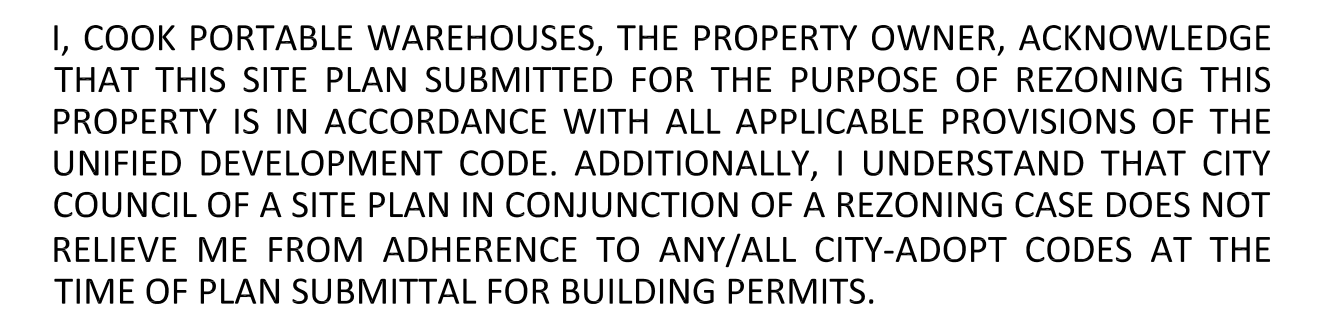 I, COOK PORTABLE WAREHOUSES, THE PROPERTY OWNER, ACKNOWLEDGE
THAT THIS SITE PLAN SUBMITTED FOR THE PURPOSE OF REZONING THIS
PROPERTY IS IN ACCORDANCE WITH ALL APPLICABLE PROVISIONS OF THE
UNIFIED DEVELOPMENT CODE. ADDITIONALLY, I UNDERSTAND THAT CITY
COUNCIL OF A SITE PLAN IN CONJUNCTION OF A REZONING CASE DOES NOT
RELIEVE ME FROM ADHERENCE TO ANY/ALL CITY-ADOPT CODES AT THE
TIME OF PLAN SUBMITTAL FOR BUILDING PERMITS.